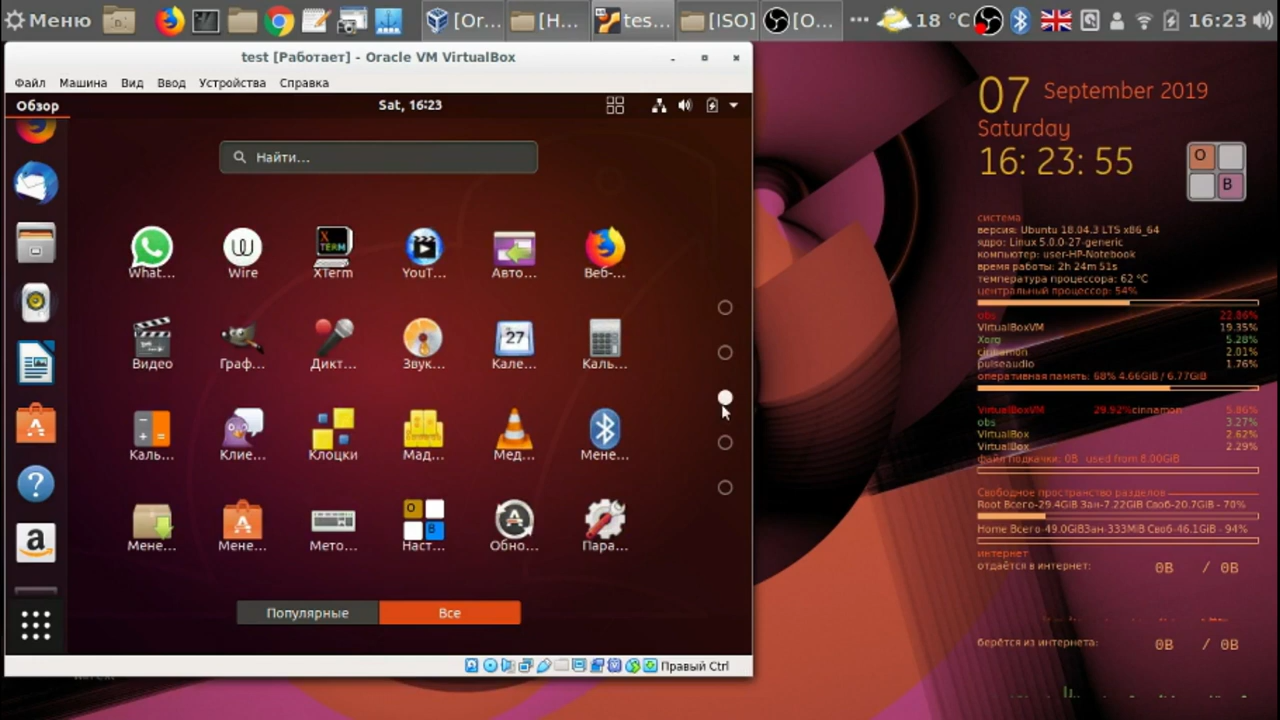 Меню
[Or...
[H...
tes...
[ISO]
[O...
18 °C
16:23
test [Работает] - Oracle VM VirtualBox
Файл Машина Вид Ввод Устройства Справка
Обзор
Sat, 16:23
Найти...
What...
Wire
XTerm
YouT...
Авто...
Веб-...
Видео
Граф...
Дикт...
Звук...
Кале...
Каль...
Каль...
Клие...
Клоцки
Мад...
Мед...
Мене...
Мене...
Мене...
Мето...
Наст...
Обно...
Пара...
Популярные
Все
Правый Ctrl
07 September 2019
Saturday
16: 23: 55
O
B
система
версия: Ubuntu 18.04.3 LTS x86_64
ядро: Linux 5.0.0-27-generic
компьютер: user-HP-Notebook
время работы: 2h 24m 51s
температура процессора: 62 °C
центральный процессор: 54%
obs 22.86%
VirtualBoxVM 19.35%
Xorg 5.28%
cinnamon 2.01%
pulseaudio 1.76%
оперативная память: 68% 4.66GiB / 6.77GiB
VirtualBoxVM 29.92%cinnamon 5.86%
obs 3.27%
VirtualBox 2.62%
VirtualBox 2.29%
файл подкачки: 0B used from 8.00GiB
Свободное пространство разделов
Root Всего-29.4GiB Зан-7.22GiB Своб-20.7GiB - 70%
Home Всего-49.0GiBЗан-333MiB Своб-46.1GiB - 94%
интернет
отдаётся в интернет: 0B / 0B
берётся из интернета: 0B / 0B